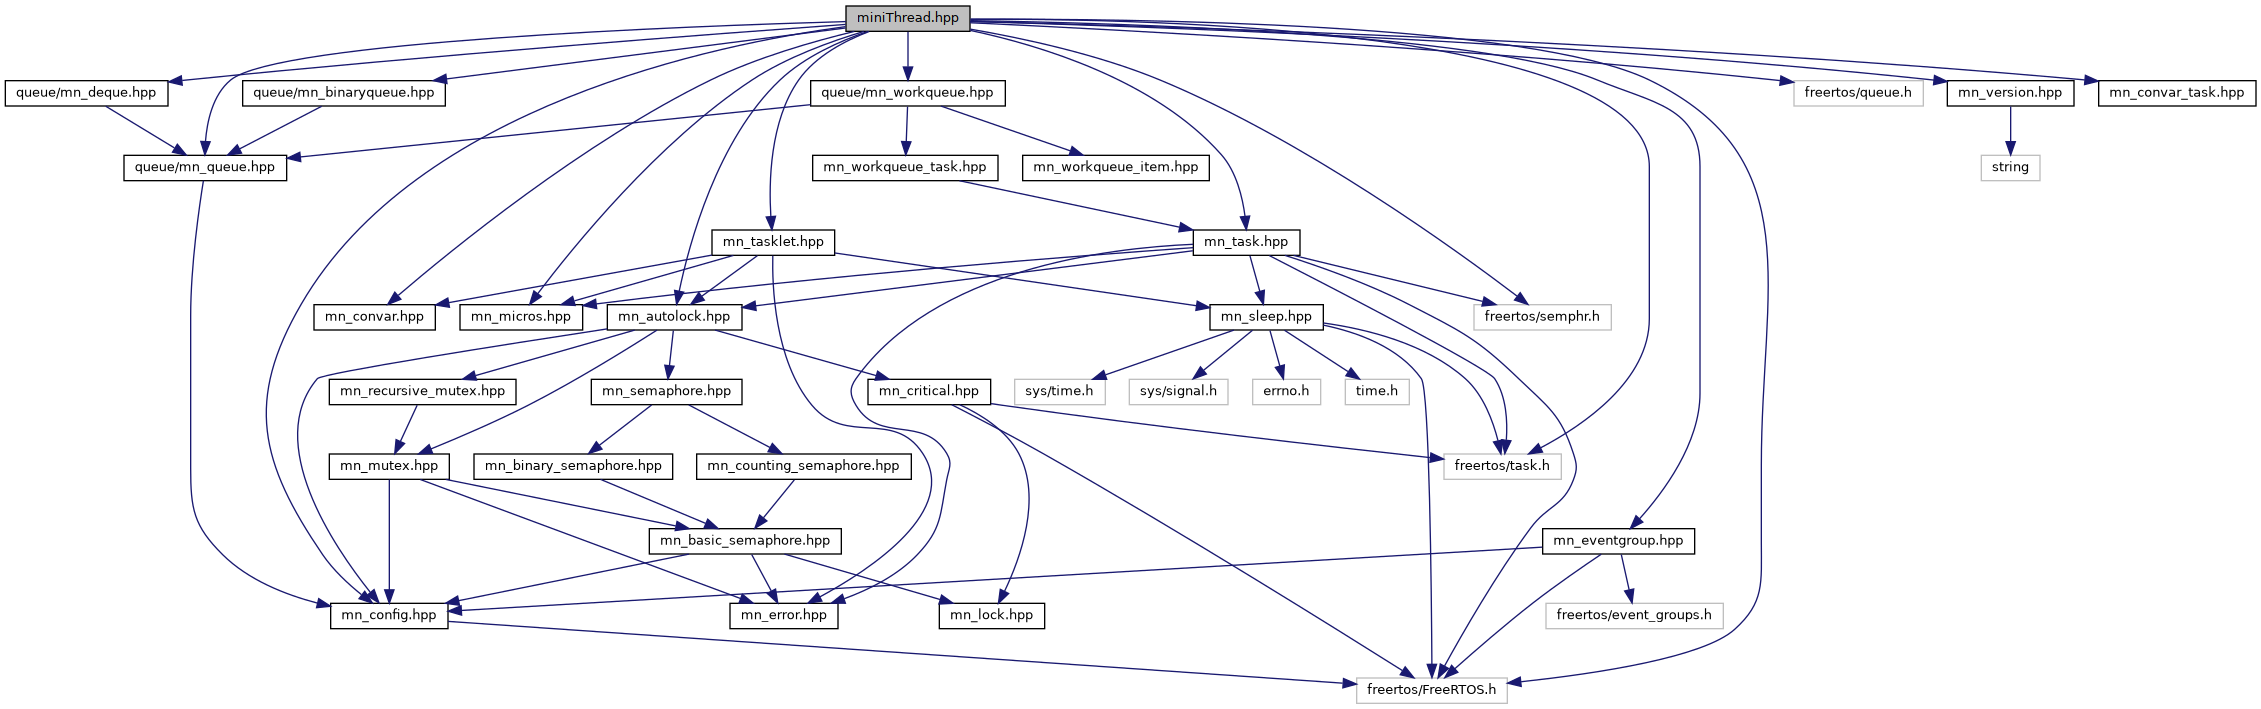 miniThread.hpp
queue/mn_deque.hpp
queue/mn_binaryqueue.hpp
queue/mn_workqueue.hpp
freertos/queue.h
mn_version.hpp
mn_convar_task.hpp
queue/mn_queue.hpp
mn_workqueue_task.hpp
mn_workqueue_item.hpp
string
mn_tasklet.hpp
mn_task.hpp
mn_convar.hpp
mn_micros.hpp
mn_autolock.hpp
mn_sleep.hpp
freertos/semphr.h
mn_recursive_mutex.hpp
mn_semaphore.hpp
mn_critical.hpp
sys/time.h
sys/signal.h
errno.h
time.h
mn_mutex.hpp
mn_binary_semaphore.hpp
mn_counting_semaphore.hpp
freertos/task.h
mn_basic_semaphore.hpp
mn_eventgroup.hpp
mn_config.hpp
mn_error.hpp
mn_lock.hpp
freertos/event_groups.h
freertos/FreeRTOS.h